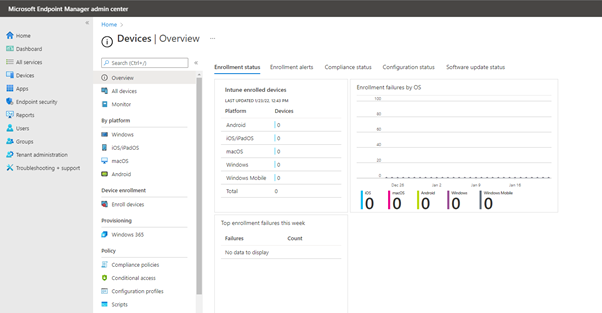 Microsoft Endpoint Manager admin center
Home
Dashboard
All services
Devices
Apps
Endpoint security
Reports
Users
Groups
Tenant administration
Troubleshooting + support
Home
Devices | Overview
Search (Ctrl+/)
Overview
All devices
Monitor
By platform
Windows
iOS/iPadOS
macOS
Android
Device enrollment
Enroll devices
Provisioning
Windows 365
Policy
Compliance policies
Conditional access
Configuration profiles
Scripts
Enrollment status Enrollment alerts Compliance status Configuration status Software update status
Intune enrolled devices
LAST UPDATED 1/23/22, 12:43 PM
Platform Devices
Android 0
iOS/iPadOS 0
macOS 0
Windows 0
Windows Mobile 0
Total 0
Enrollment failures by OS
100
80
60
40
20
0
Dec 26 Jan 2 Jan 9 Jan 16
iOS macOS Android Windows Windows Mobile
0 0 0 0 0
Top enrollment failures this week
Failures Count
No data to display